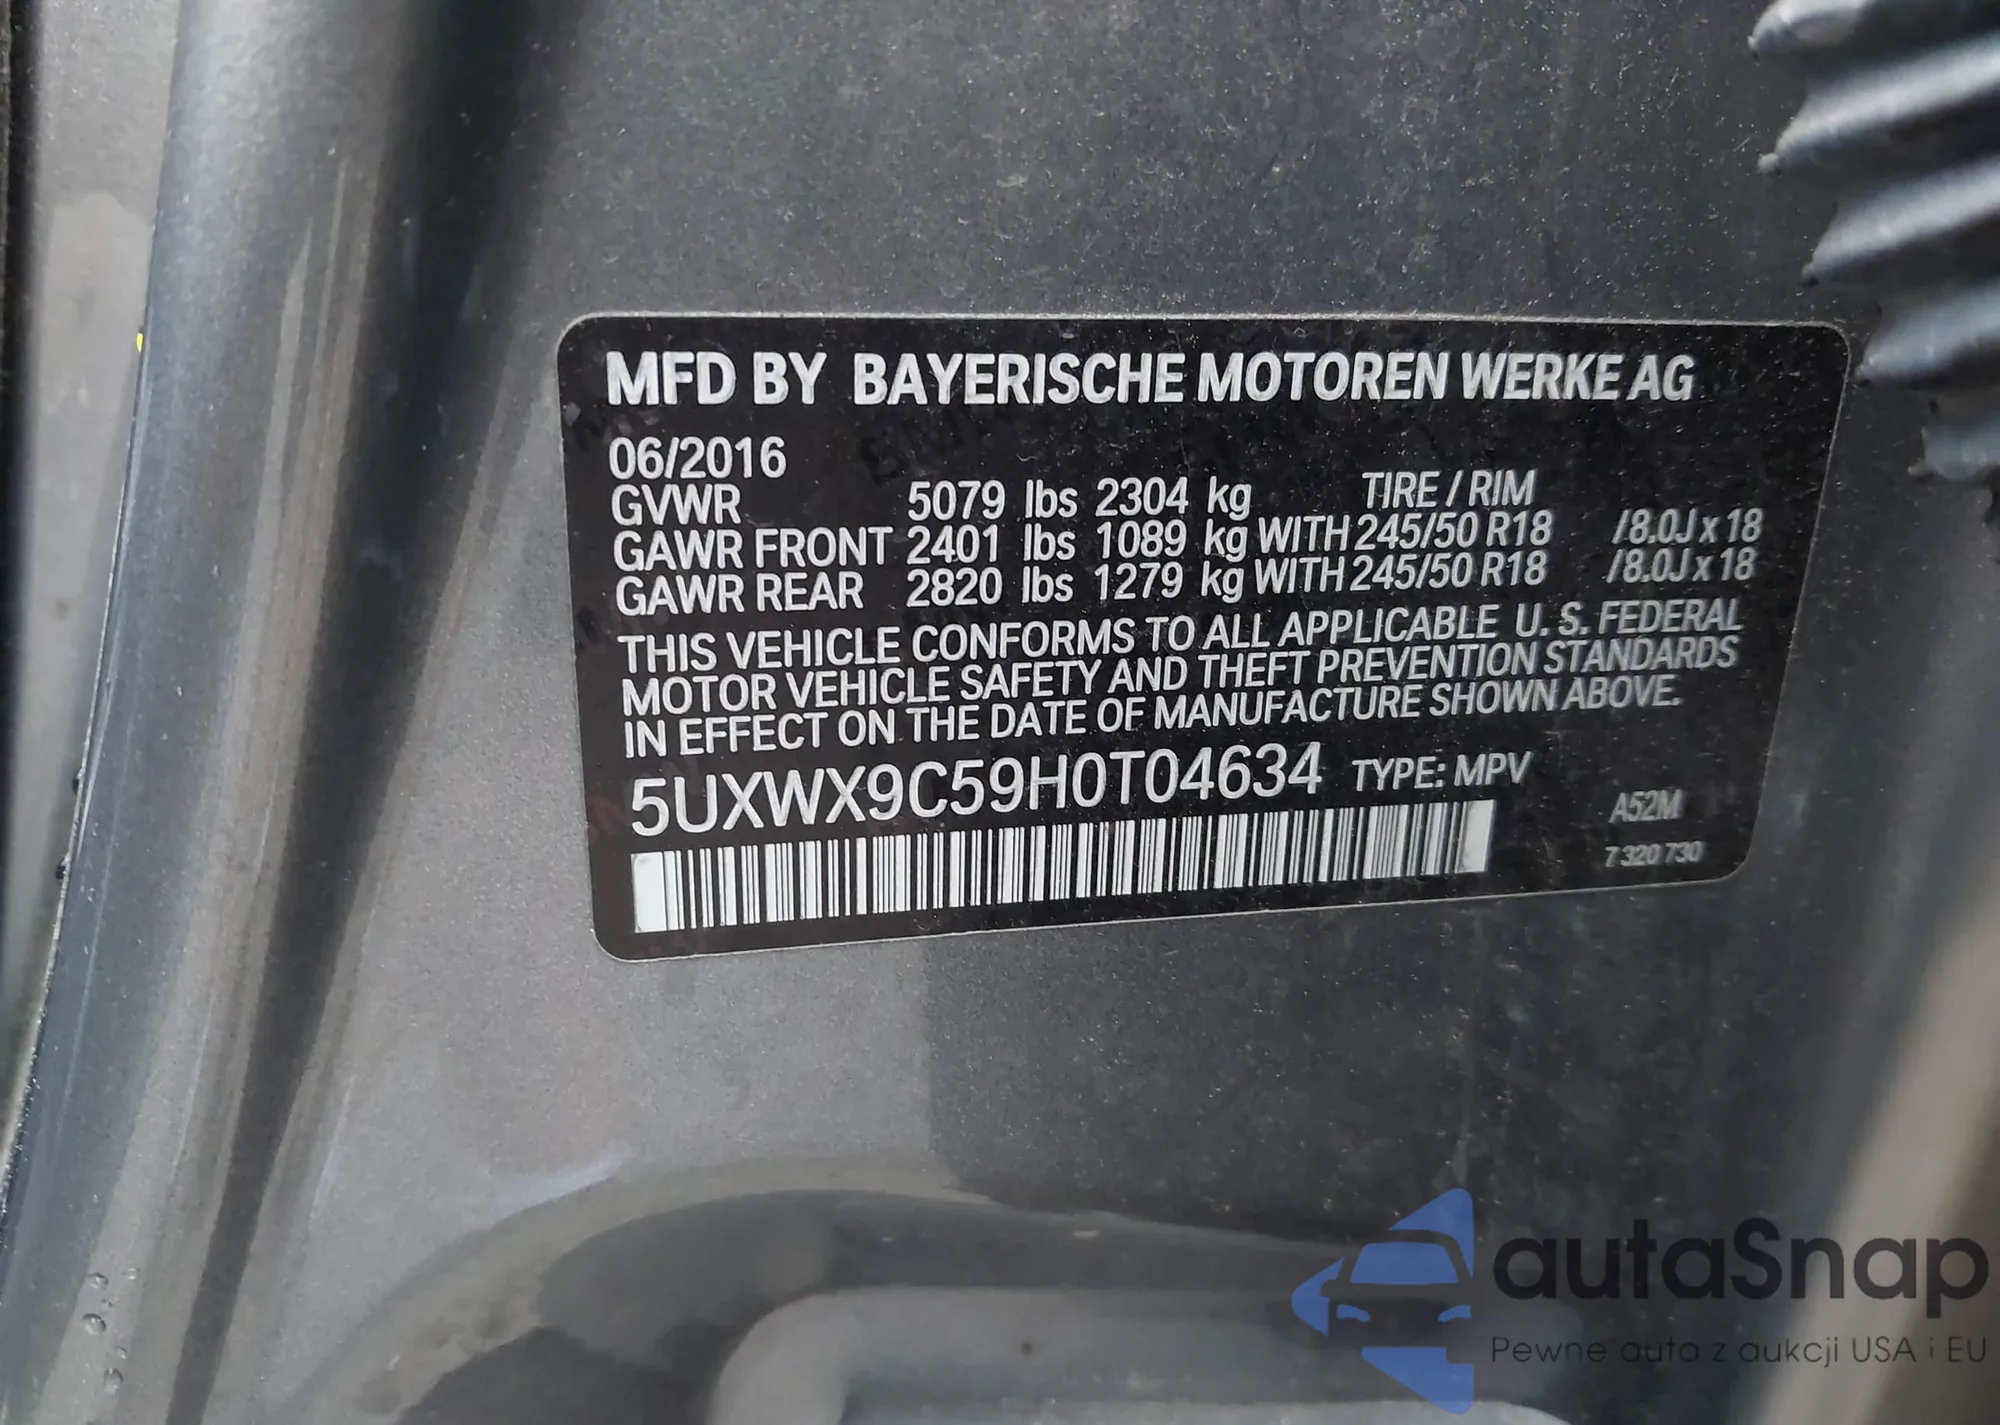 MFD BY BAYERISCHE MOTOREN WERKE AG
06/2016
TIRE / RIM
GVWR 5079 lbs 2304 kg
GAWR FRONT 2401 lbs 1089 kg WITH 245/50 R18 /8.0J x 18
GAWR REAR 2820 lbs 1279 kg WITH 245/50 R18 /8.0J x 18
THIS VEHICLE CONFORMS TO ALL APPLICABLE U. S. FEDERAL
MOTOR VEHICLE SAFETY AND THEFT PREVENTION STANDARDS
IN EFFECT ON THE DATE OF MANUFACTURE SHOWN ABOVE.
5UXWX9C59H0T04634 TYPE: MPV
A52M
7 320 730
autaSnap
Pewne auta z aukcji USA i EU